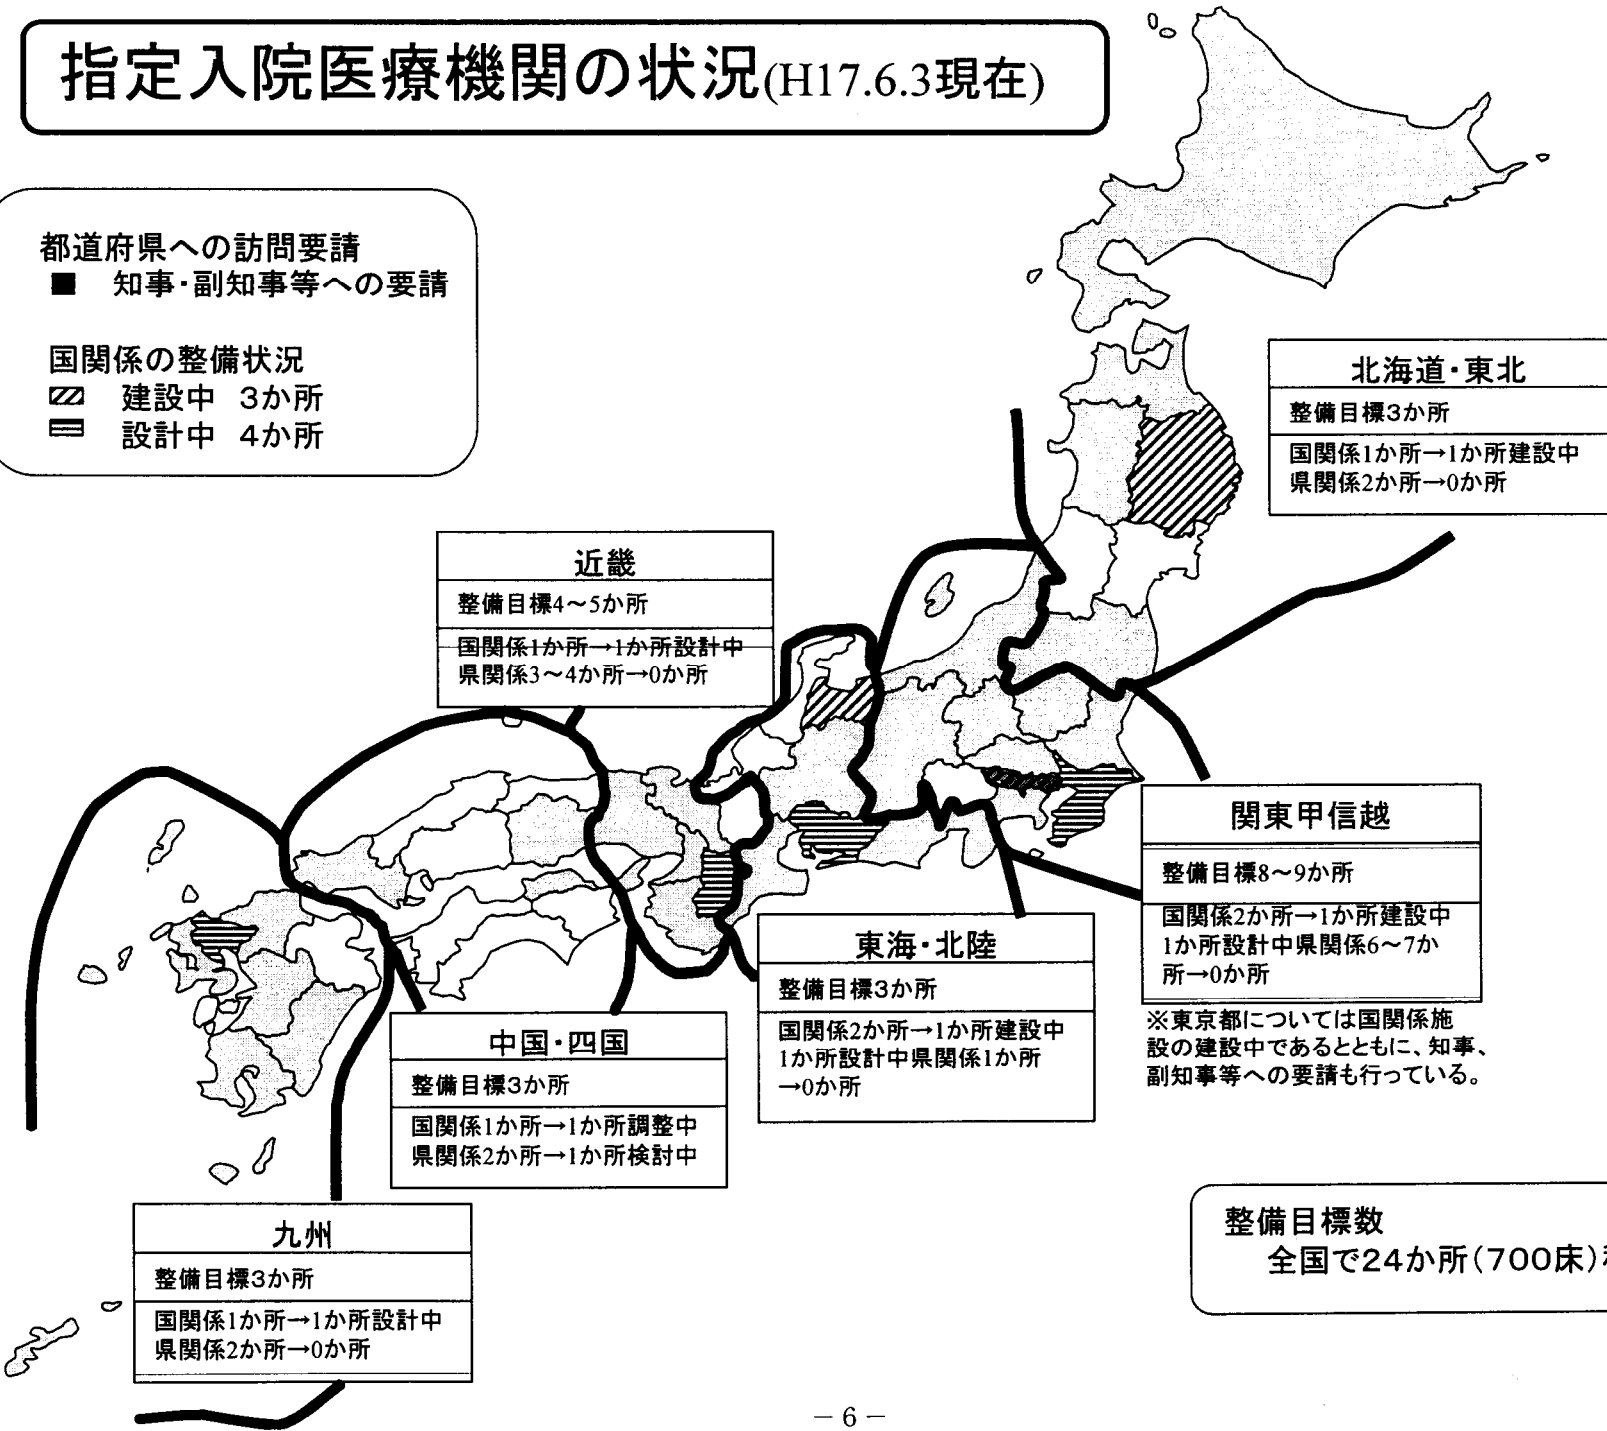 指定入院医療機関の状況(H17.6.3現在)
都道府県への訪問要請
■ 知事・副知事等への要請
国関係の整備状況
建設中 3か所
設計中 4か所
北海道・東北
整備目標3か所
国関係1か所→1か所建設中
県関係2か所→0か所
近畿
整備目標4～5か所
国関係1か所→1か所設計中
県関係3～4か所→0か所
関東甲信越
整備目標8～9か所
国関係2か所→1か所建設中
1か所設計中県関係6～7か
所→0か所
※東京都については国関係施
設の建設中であるとともに、知事、
副知事等への要請も行っている。
東海・北陸
整備目標3か所
国関係2か所→1か所建設中
1か所設計中県関係1か所
→0か所
中国・四国
整備目標3か所
国関係1か所→1か所調整中
県関係2か所→1か所検討中
九州
整備目標3か所
国関係1か所→1か所設計中
県関係2か所→0か所
整備目標数
全国で24か所(700床)
－6－